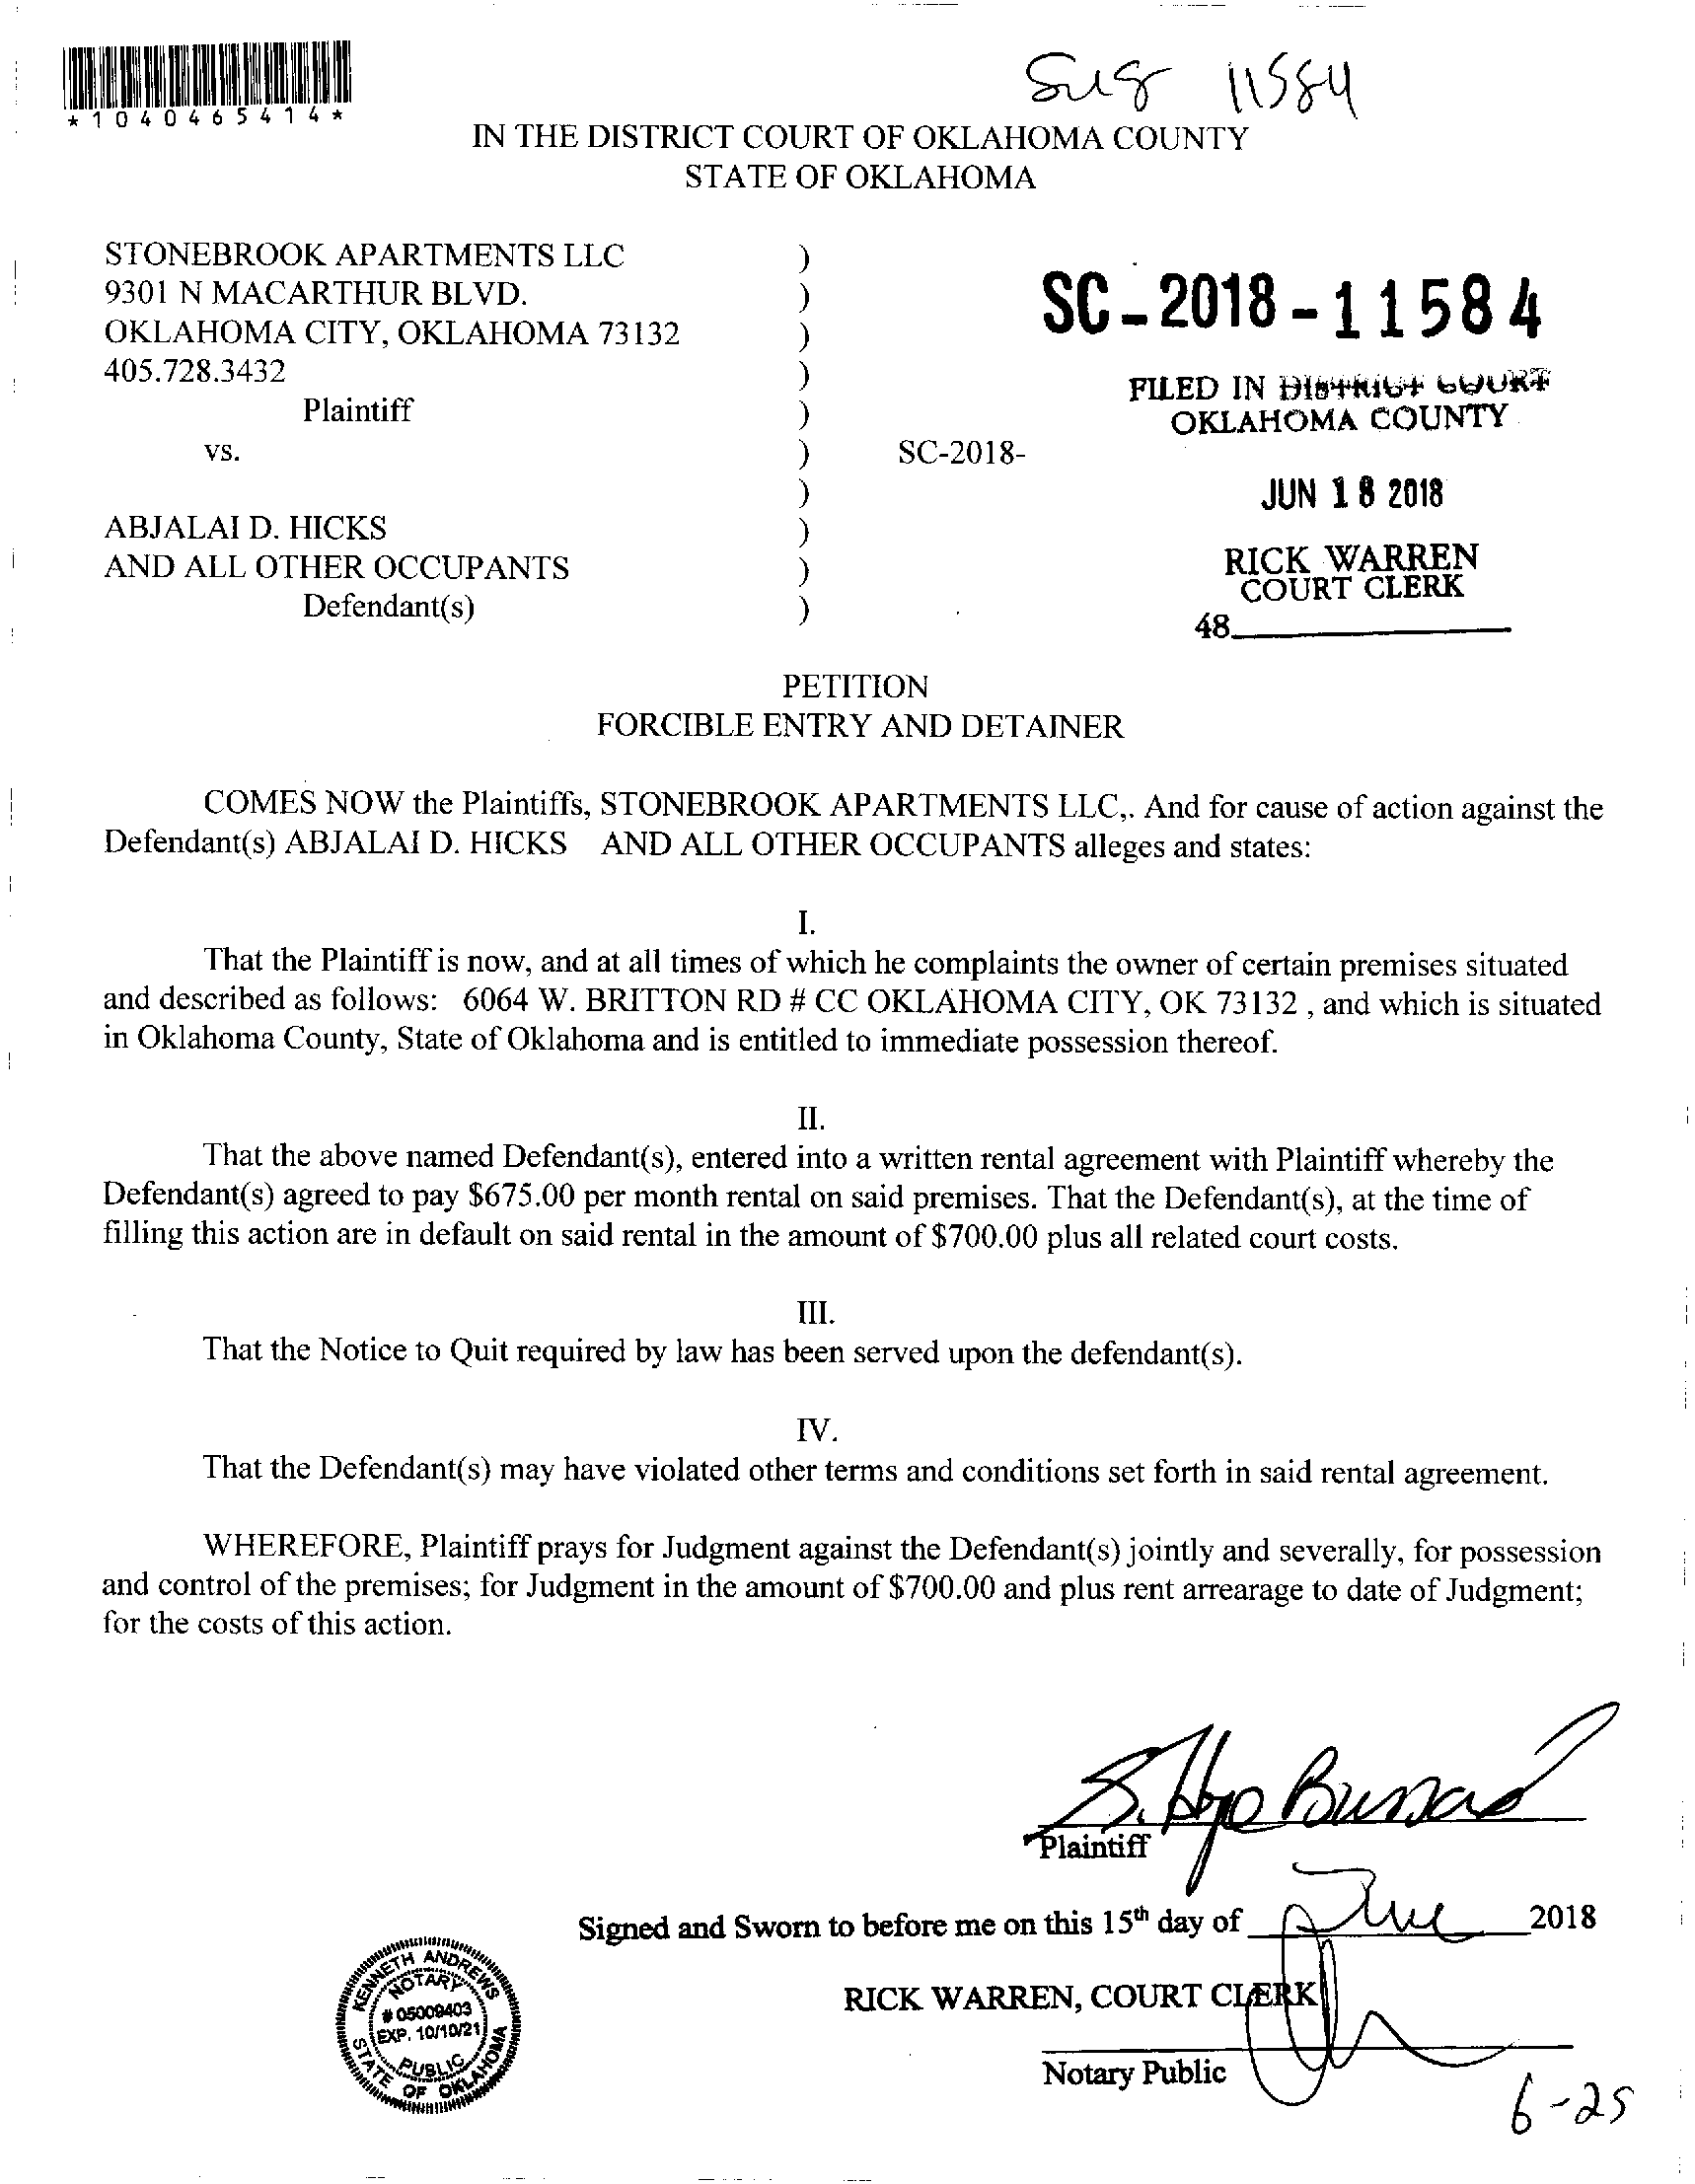 11584
*1040465414*
IN THE DISTRICT COURT OF OKLAHOMA COUNTY
STATE OF OKLAHOMA
STONEBROOK APARTMENTS LLC )
9301 N MACARTHUR BLVD. )
OKLAHOMA CITY, OKLAHOMA 73132 )
405.728.3432 )
Plaintiff )
vs. ) SC-2018-
)
ABJALAI D. HICKS )
AND ALL OTHER OCCUPANTS )
Defendant(s) )
SC-2018-11584
FILED IN DISTRICT COURT
OKLAHOMA COUNTY
JUN 18 2018
RICK WARREN
COURT CLERK
48
PETITION
FORCIBLE ENTRY AND DETAINER
COMES NOW the Plaintiffs, STONEBROOK APARTMENTS LLC,. And for cause of action against the
Defendant(s) ABJALAI D. HICKS AND ALL OTHER OCCUPANTS alleges and states:
I.
That the Plaintiff is now, and at all times of which he complaints the owner of certain premises situated
and described as follows: 6064 W. BRITTON RD # CC OKLAHOMA CITY, OK 73132 , and which is situated
in Oklahoma County, State of Oklahoma and is entitled to immediate possession thereof.
II.
That the above named Defendant(s), entered into a written rental agreement with Plaintiff whereby the
Defendant(s) agreed to pay $675.00 per month rental on said premises. That the Defendant(s), at the time of
filling this action are in default on said rental in the amount of $700.00 plus all related court costs.
III.
That the Notice to Quit required by law has been served upon the defendant(s).
IV.
That the Defendant(s) may have violated other terms and conditions set forth in said rental agreement.
WHEREFORE, Plaintiff prays for Judgment against the Defendant(s) jointly and severally, for possession
and control of the premises; for Judgment in the amount of $700.00 and plus rent arrearage to date of Judgment;
for the costs of this action.
Plaintiff
Signed and Sworn to before me on this 15th day of June 2018
RICK WARREN, COURT CLERK
Notary Public
KENNETH ANDREWS
NOTARY
# 05009403
EXP. 10/10/21
PUBLIC
STATE OF OKLAHOMA
6-25